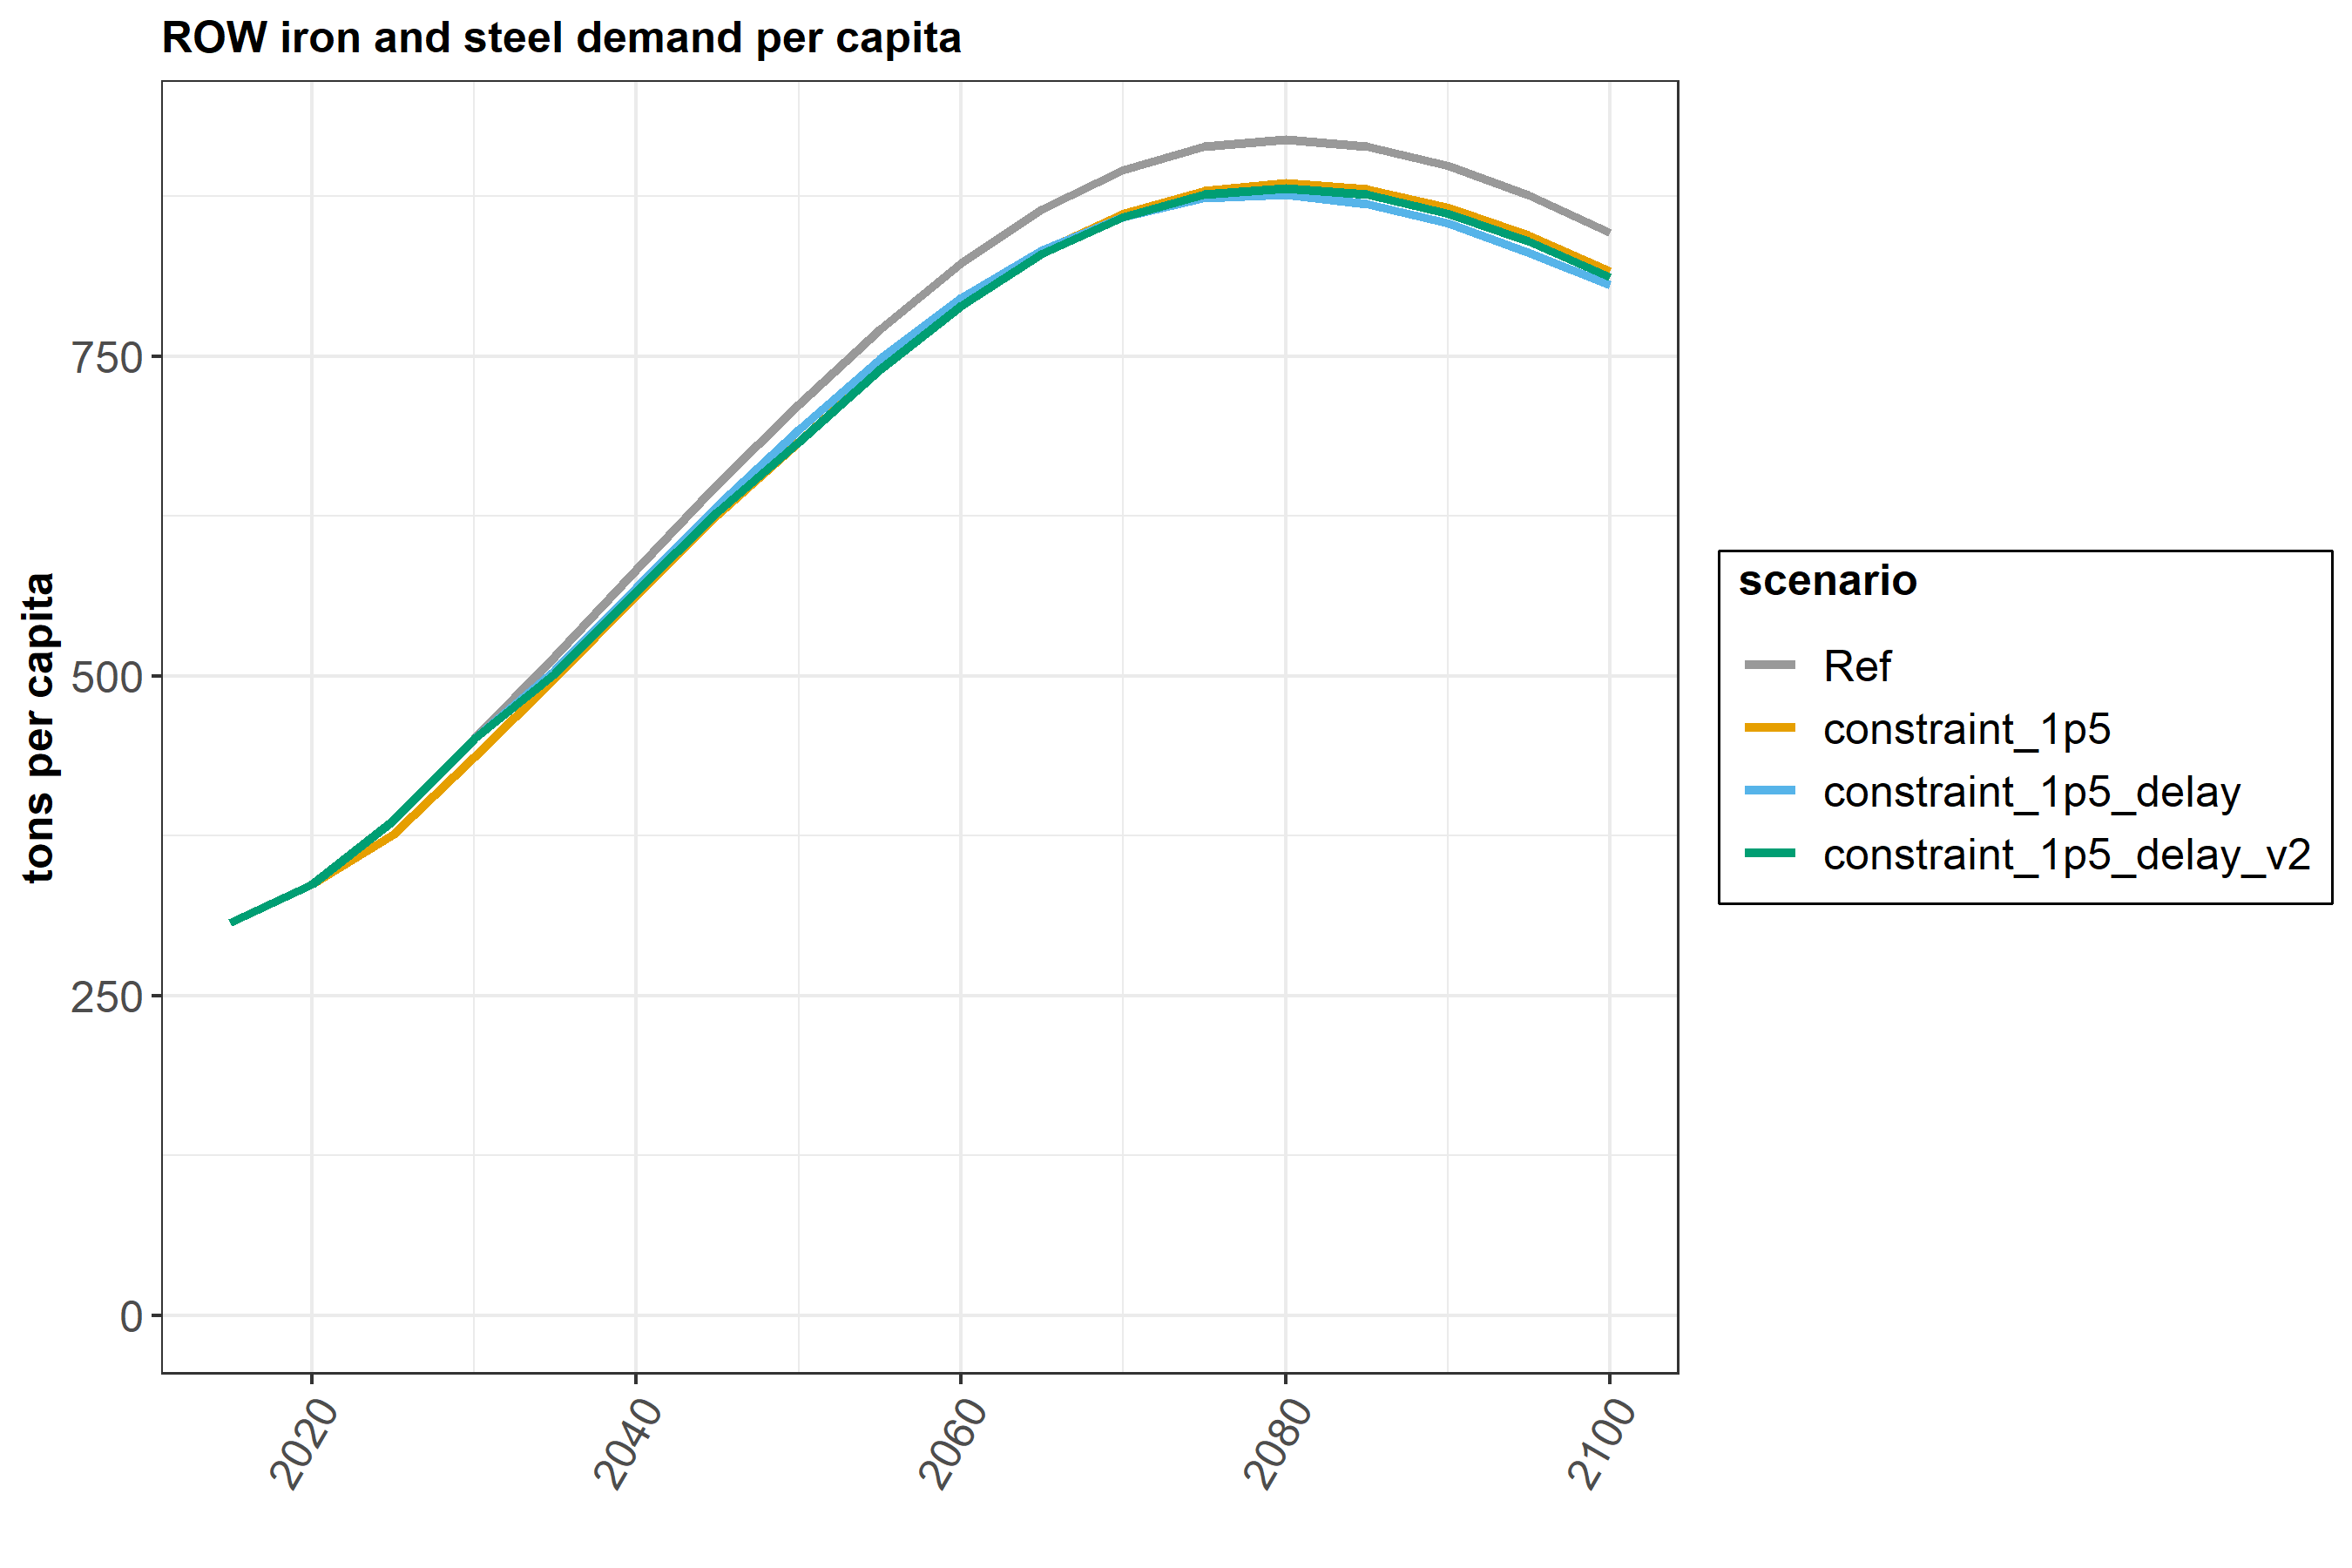 ROW iron and steel demand per capita
tons per capita
750
500
250
0
2020
2040
2060
2080
2100
scenario
Ref
constraint_1p5
constraint_1p5_delay
constraint_1p5_delay_v2